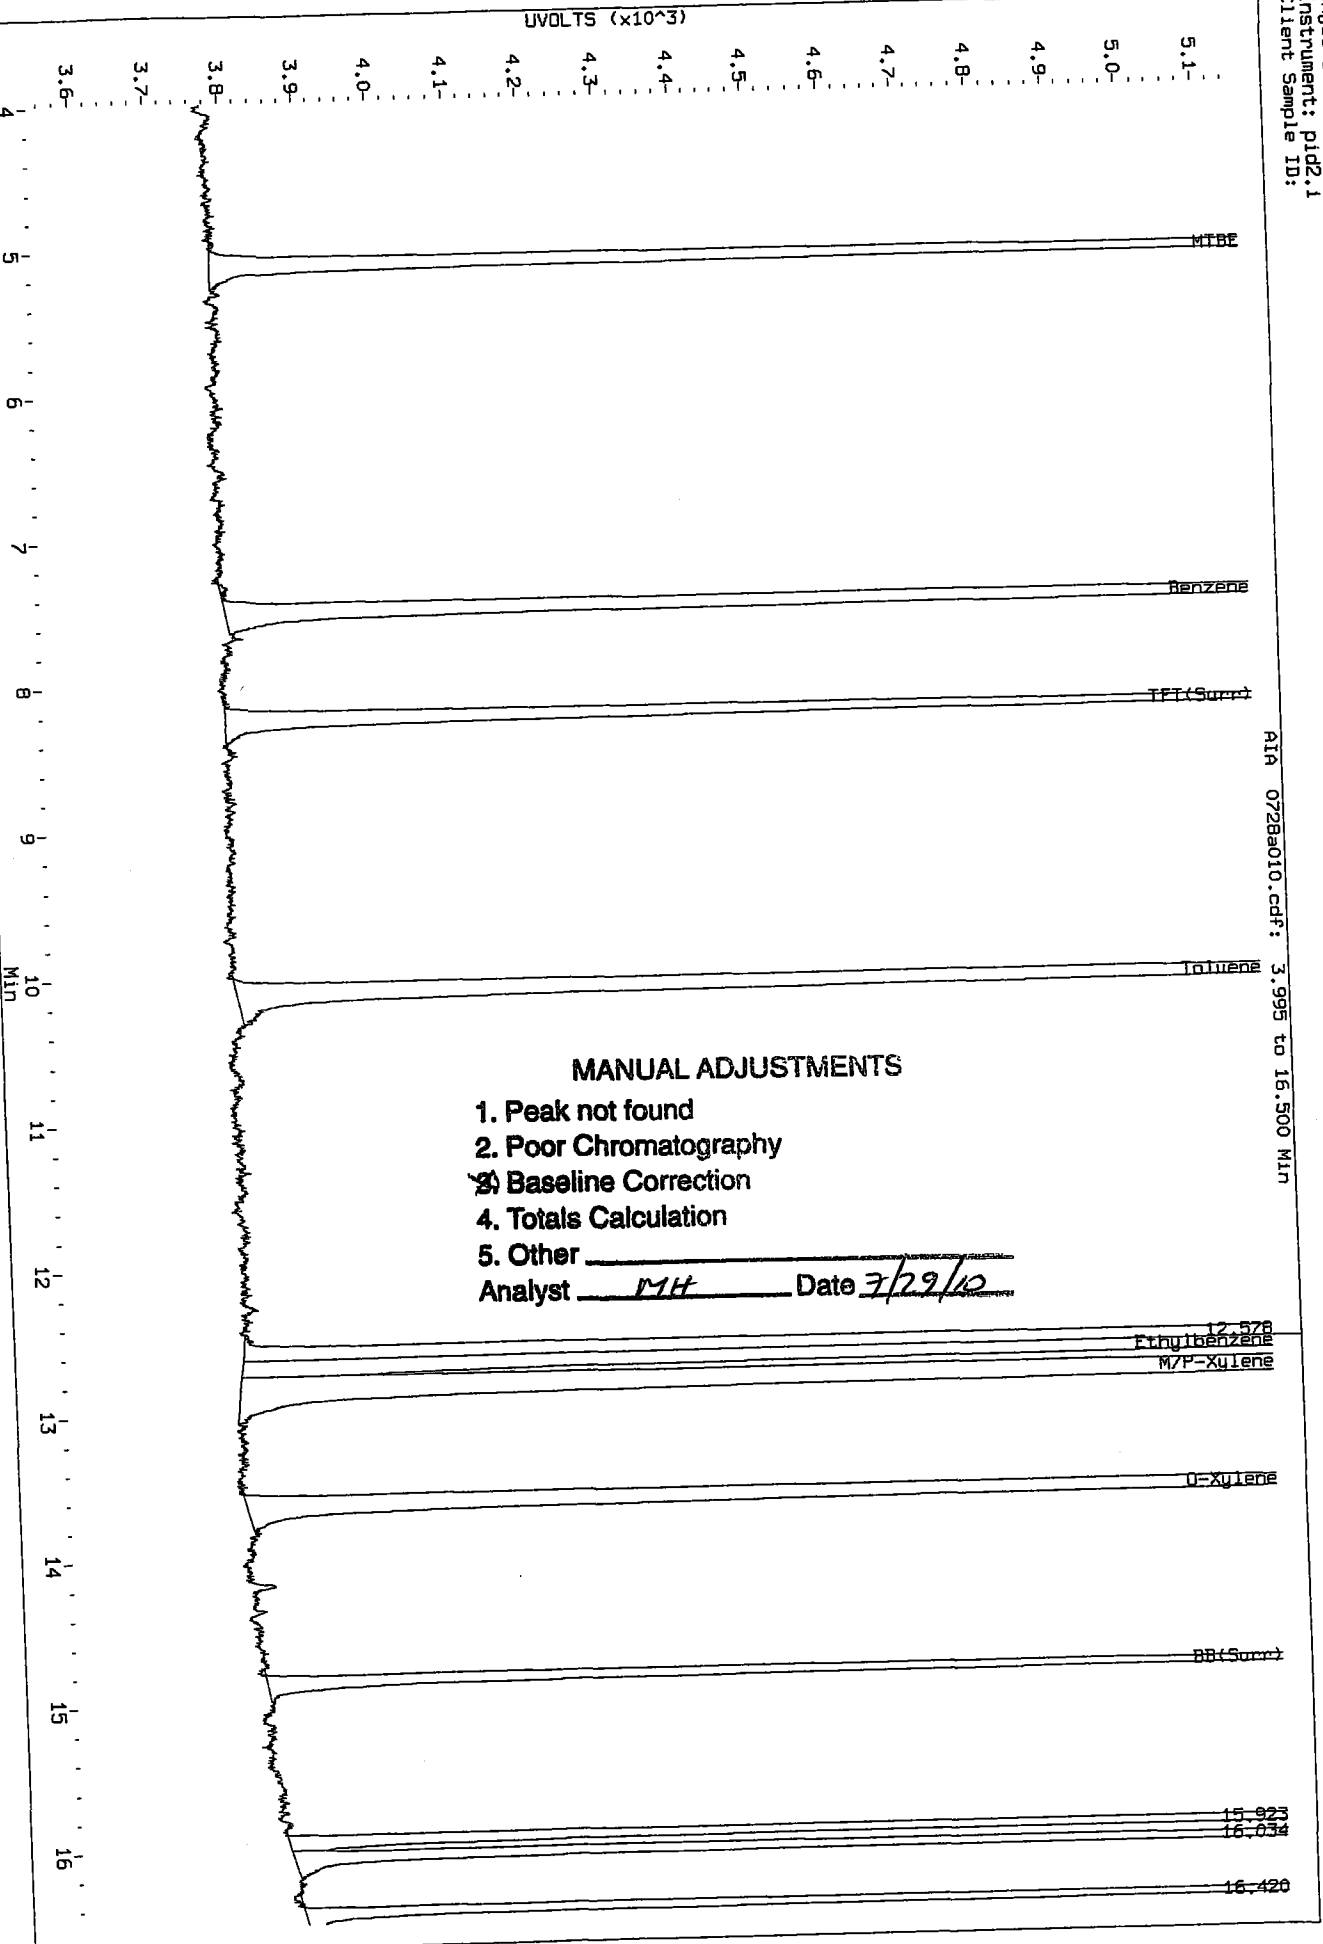 Instrument: pid2.i
Client Sample ID:
AIA 0728a010.cdf: 3.995 to 16.500 Min
UVOLTS (x10^3)
5.1
5.0
4.9
4.8
4.7
4.6
4.5
4.4
4.3
4.2
4.1
4.0
3.9
3.8
3.7
3.6
MTBE
Benzene
TFT(Surr)
Toluene
12.578
Ethylbenzene
M/P-Xylene
O-Xylene
BB(Surr)
15.923
16.034
16.420
MANUAL ADJUSTMENTS
1. Peak not found
2. Poor Chromatography
3. Baseline Correction
4. Totals Calculation
5. Other
Analyst MH Date 7/29/10
4 5 6 7 8 9 10 11 12 13 14 15 16
Min